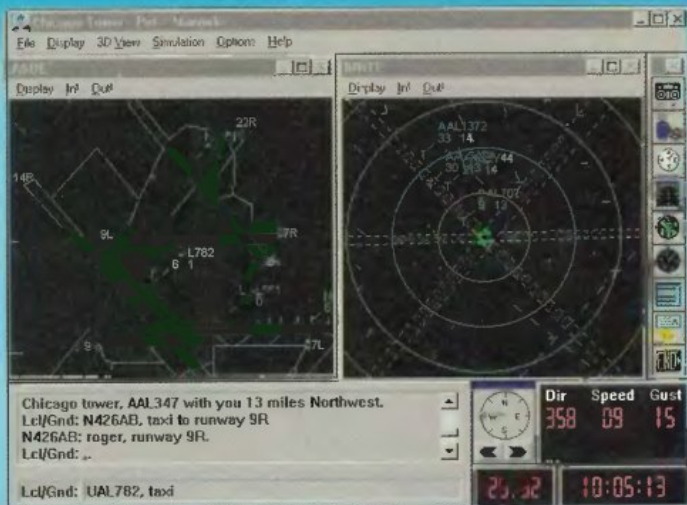 Chicago Tower
File Display 3D View Simulation Options Help
Display In! Out!
22R
14R
9L
L782
6 1
9
Display In! Out!
AAL1372
33 14
Chicago tower, AAL347 with you 13 miles Northwest.
Lcl/Gnd: N426AB, taxi to runway 9R
N426AB: roger, runway 9R.
Lcl/Gnd: ,.
Lcl/Gnd: UAL782, taxi
N
E
S
Dir Speed Gust
358 09 15
10:05:13